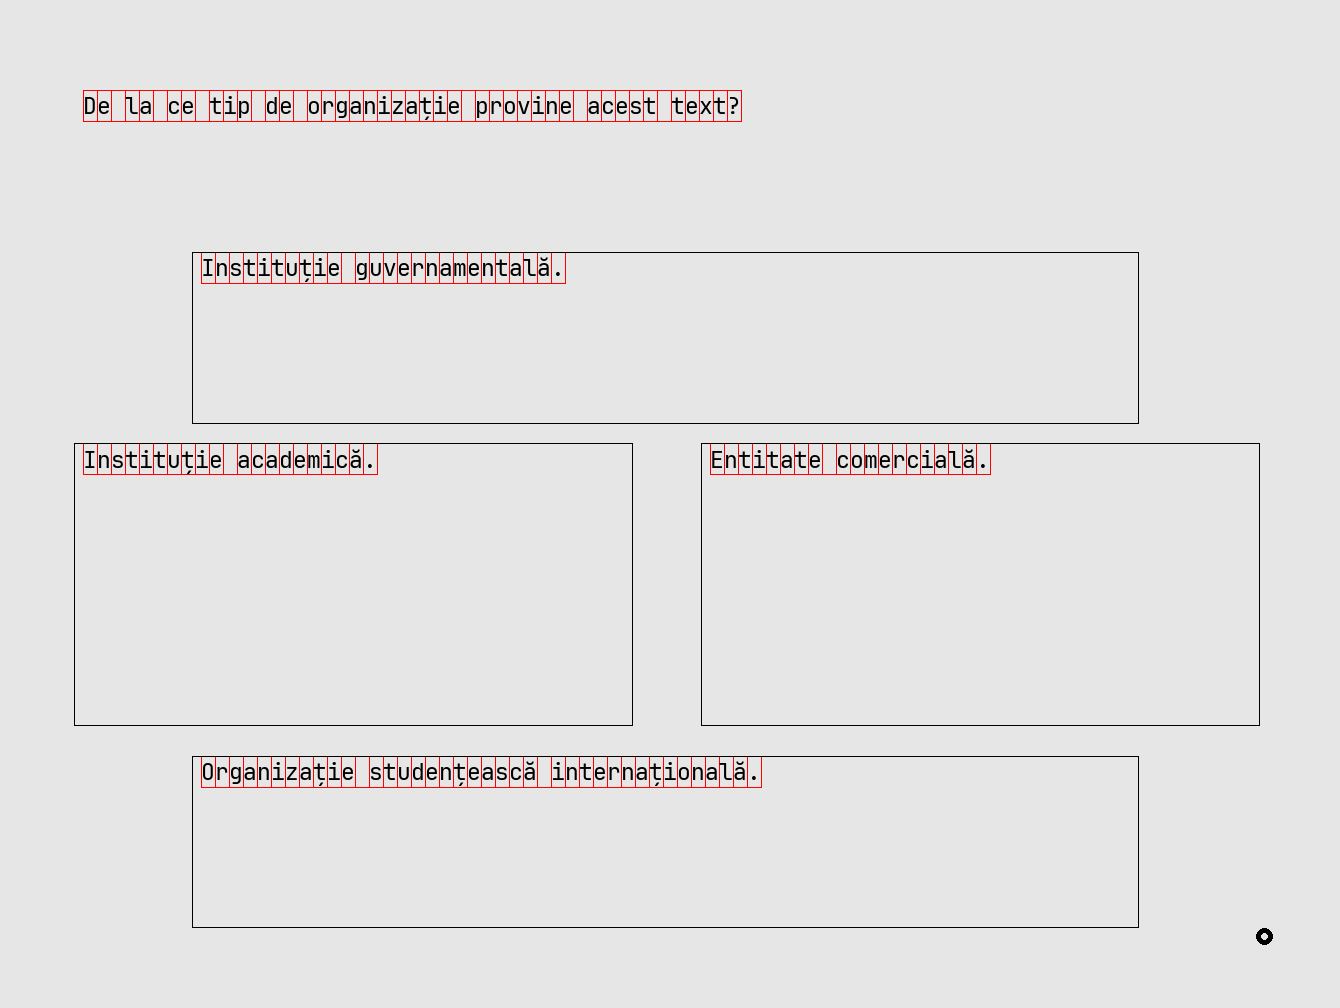 De la ce tip de organizație provine acest text?
Instituție guvernamentală.
Instituție academică.
Entitate comercială.
Organizație studențească internațională.